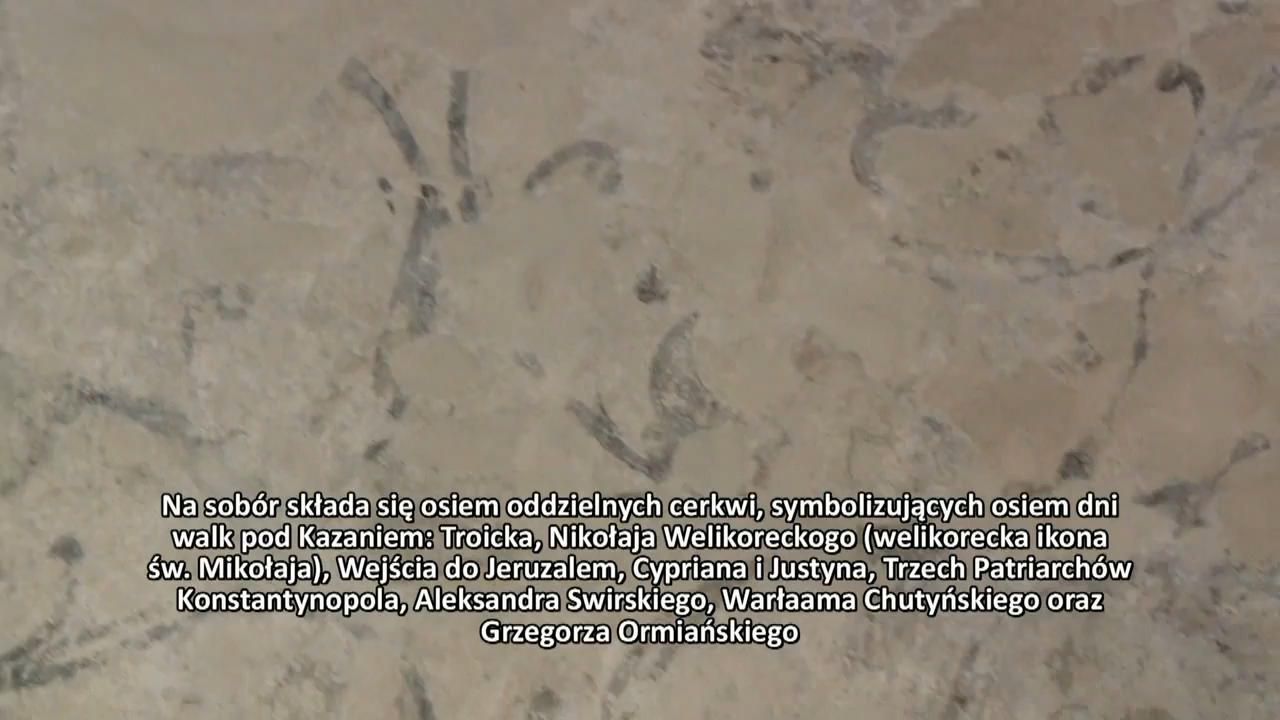 Na sobór składa się osiem oddzielnych cerkwi, symbolizujących osiem dni
walk pod Kazaniem: Troicka, Nikołaja Welikoreckogo (welikorecka ikona
św. Mikołaja), Wejścia do Jeruzalem, Cypriana i Justyna, Trzech Patriarchów
Konstantynopola, Aleksandra Swirskiego, Warłaama Chutyńskiego oraz
Grzegorza Ormiańskiego